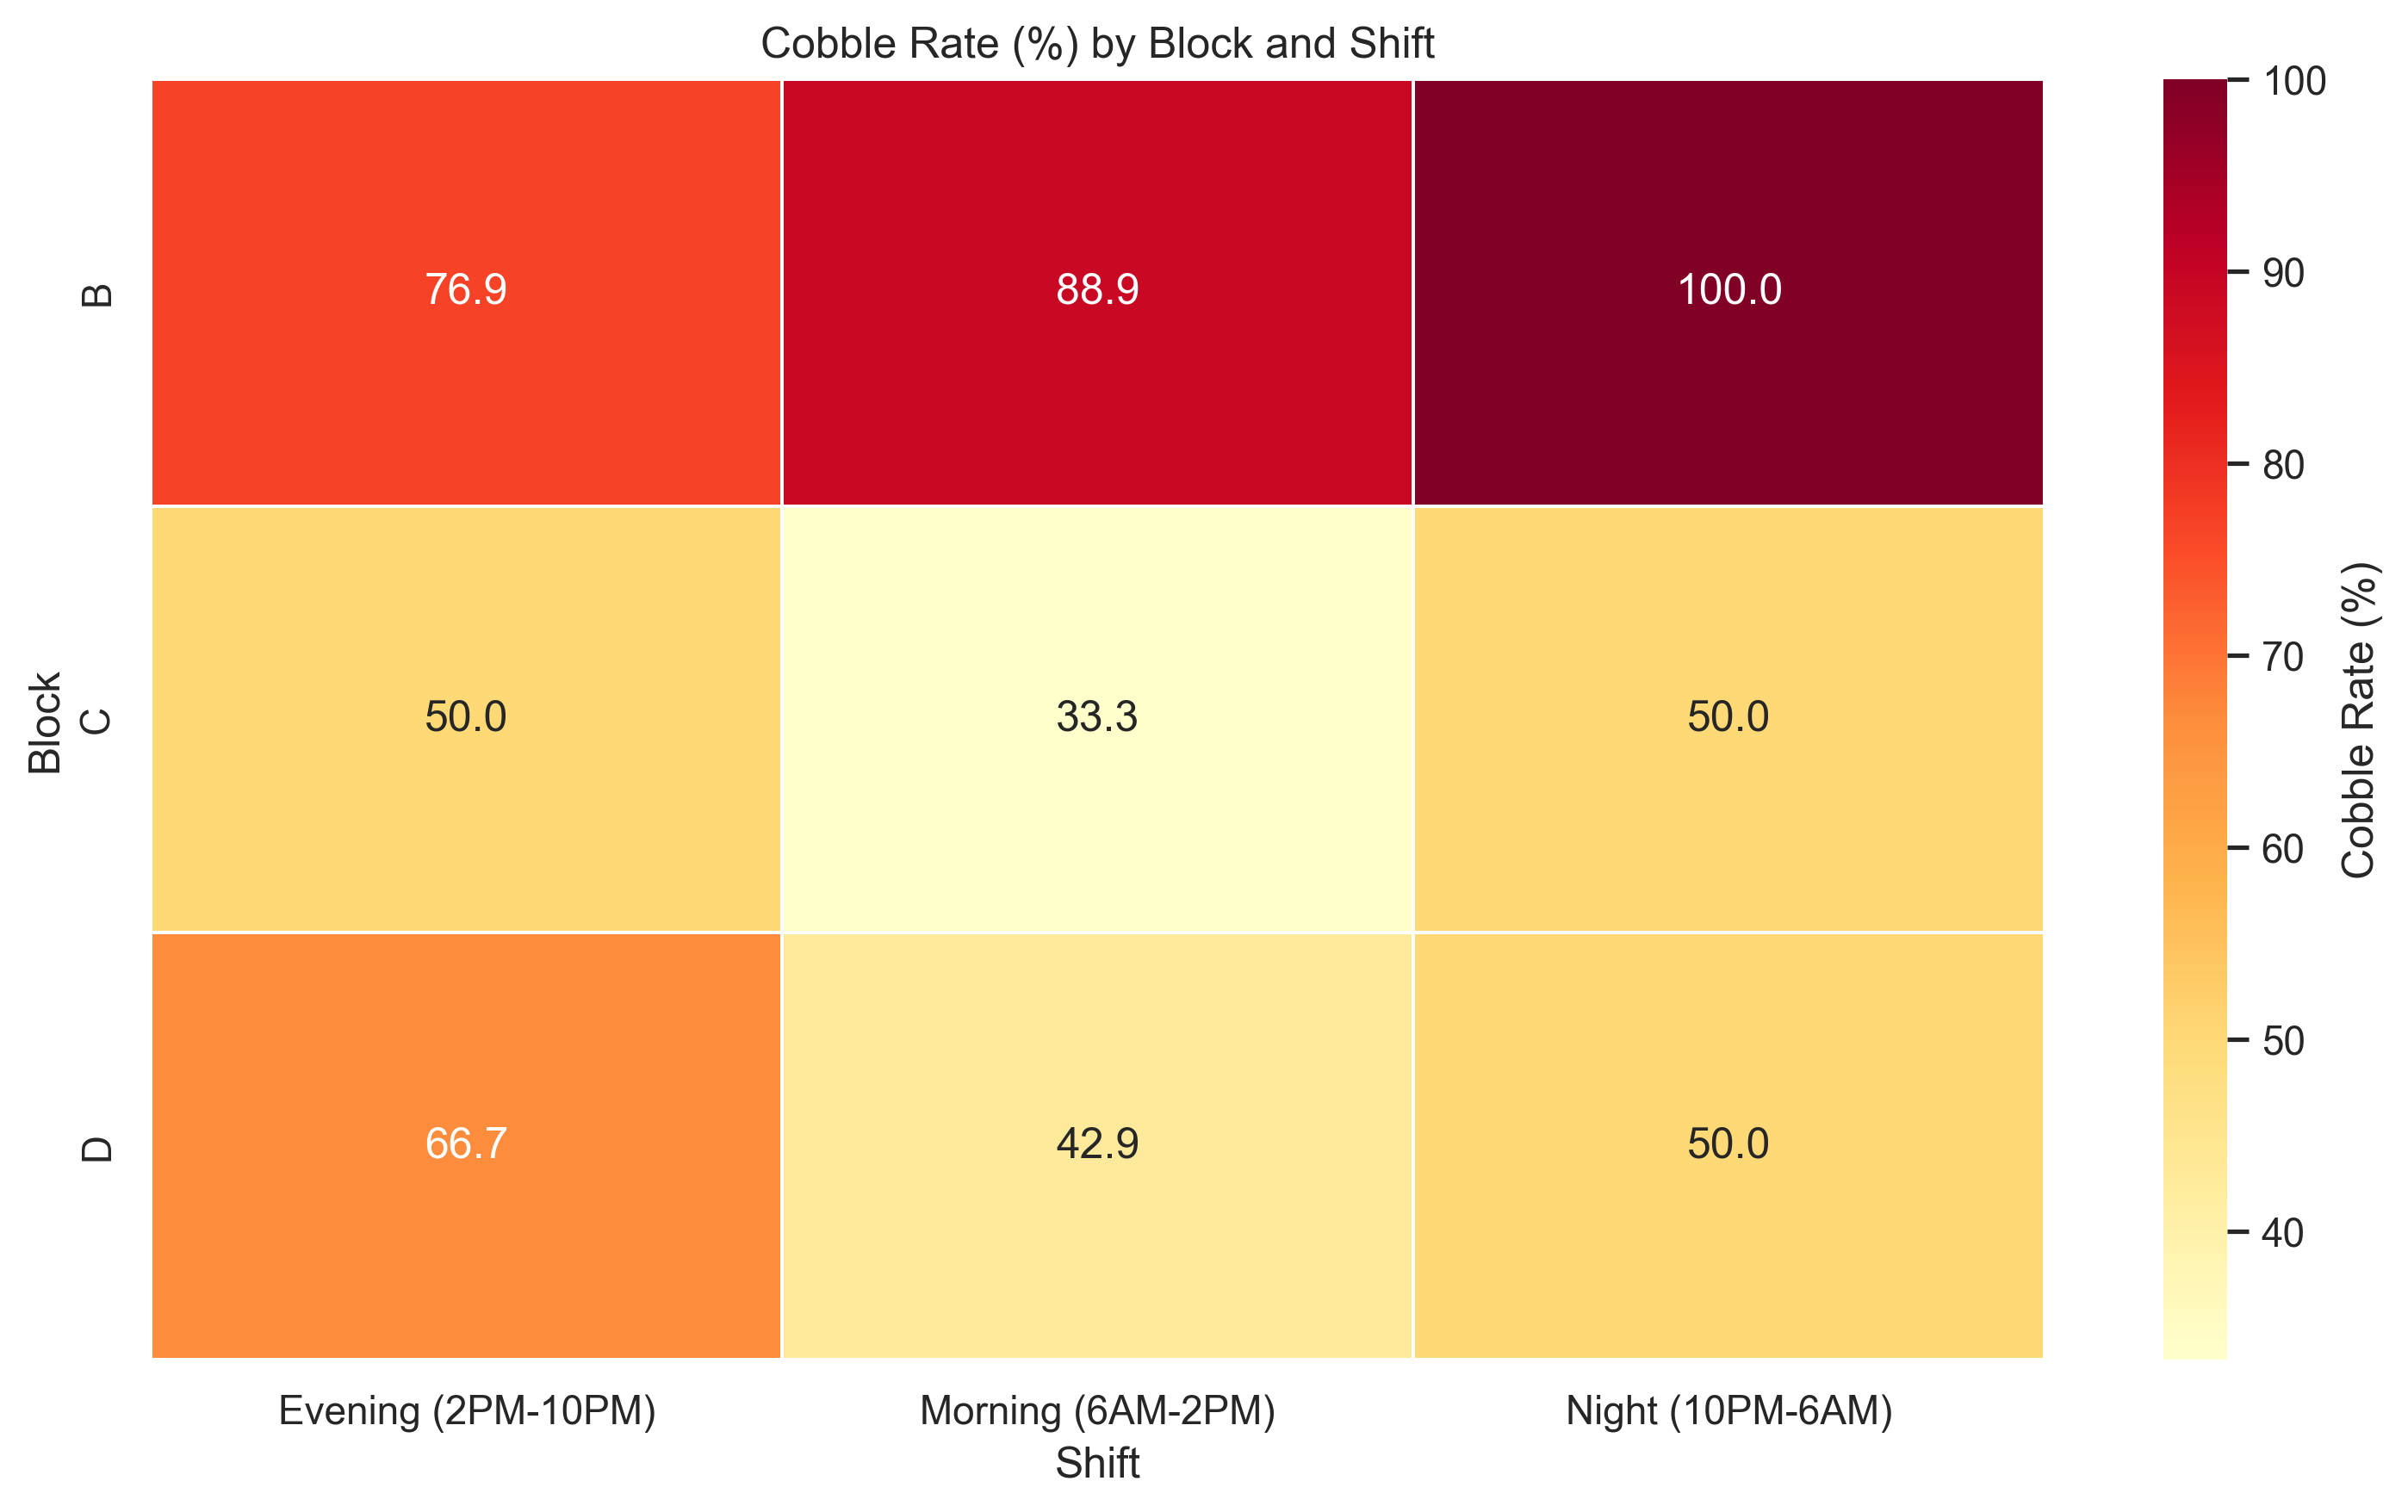 Cobble Rate (%) by Block and Shift
Block
B
76.9
88.9
100.0
C
50.0
33.3
50.0
D
66.7
42.9
50.0
Evening (2PM-10PM)
Morning (6AM-2PM)
Night (10PM-6AM)
Shift
100
90
80
70
60
50
40
Cobble Rate (%)